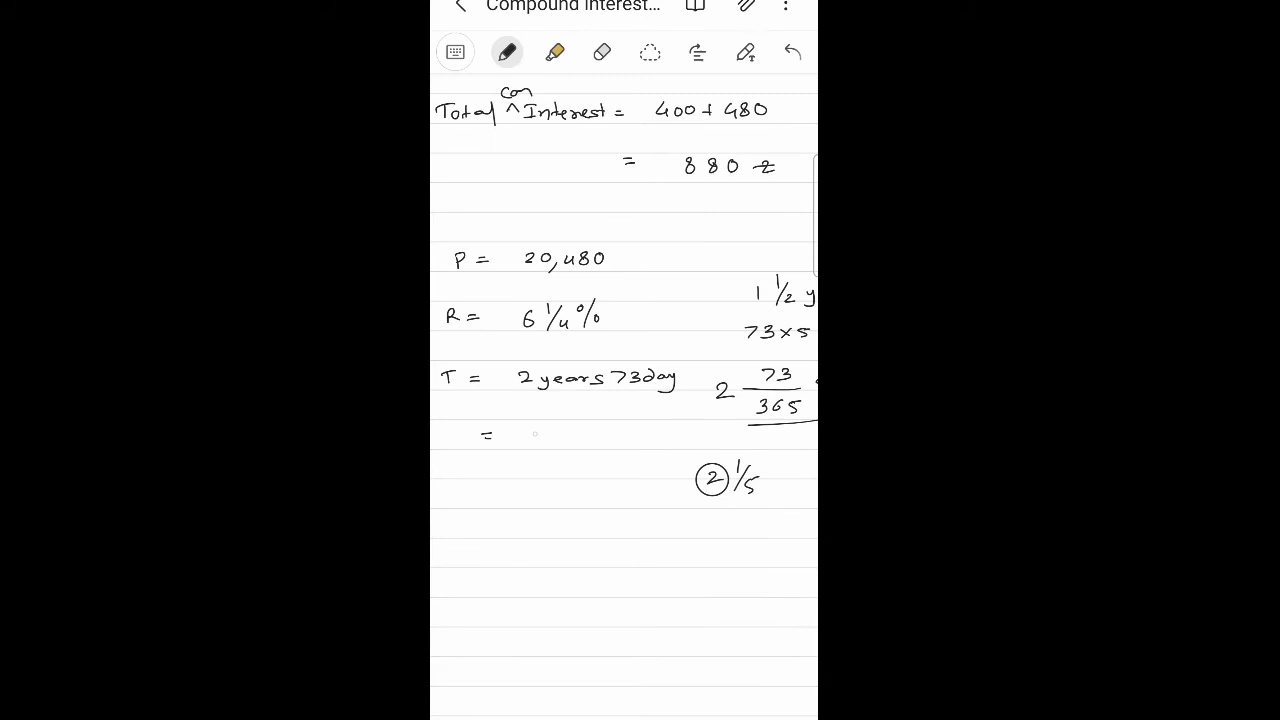 Compound Interest...
con
Total ^ Interest = 400 + 480
= 880
P = 20,480
1 1/2 y
R = 6 1/4 %
73 x 5
T = 2 years 73 day 2 73/365
=
2 1/5